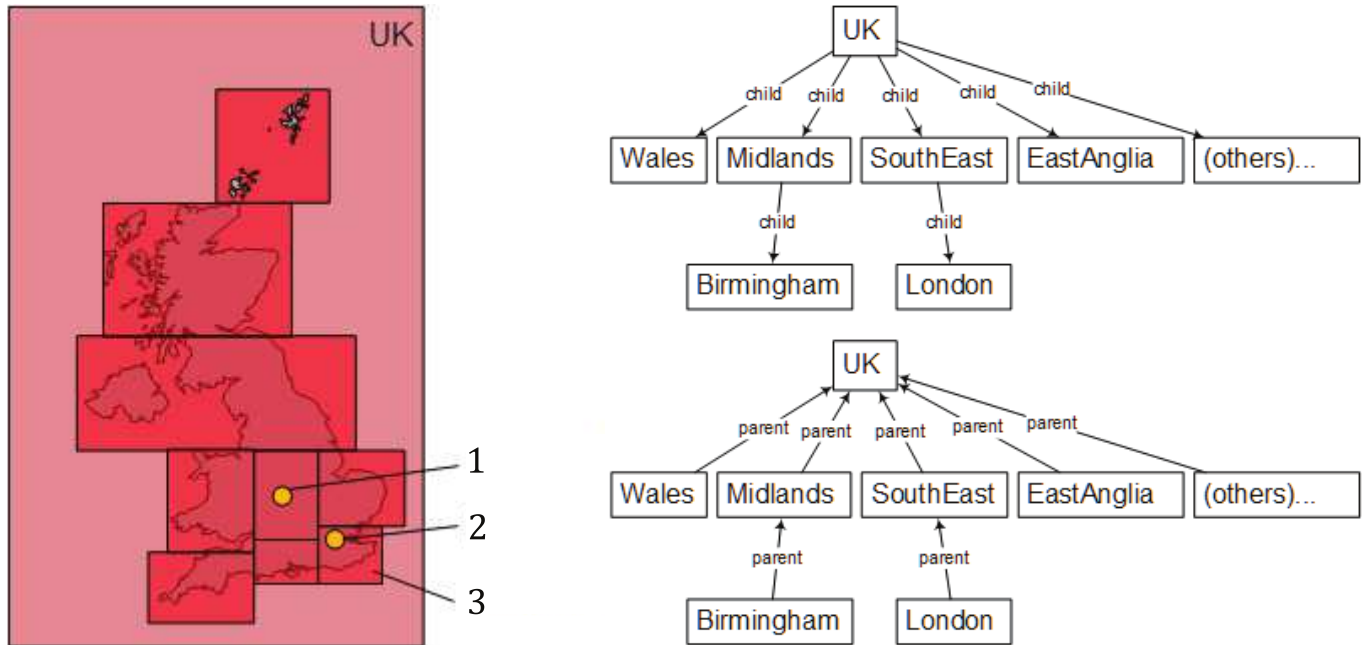 UK
1
2
3
UK
child child child child child
Wales Midlands SouthEast EastAnglia (others)...
child child
Birmingham London
UK
parent parent parent parent parent
Wales Midlands SouthEast EastAnglia (others)...
parent parent
Birmingham London